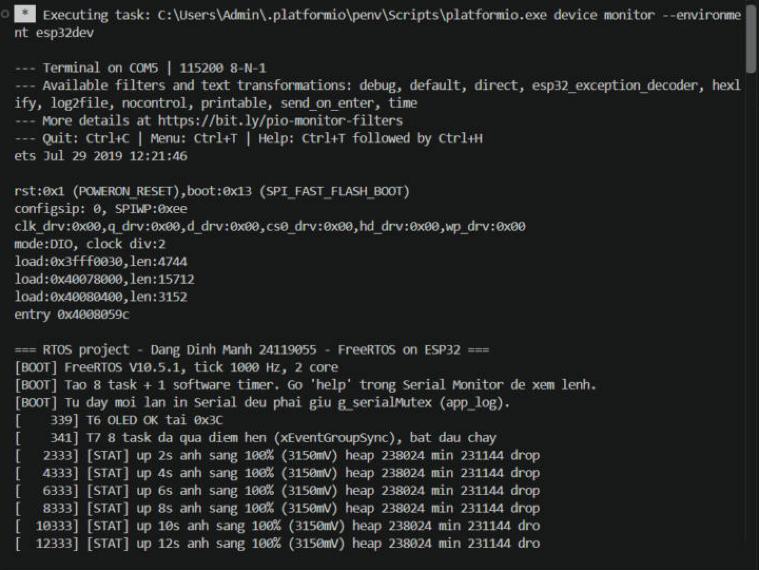 * Executing task: C:\Users\Admin\.platformio\penv\Scripts\platformio.exe device monitor --environme
nt esp32dev
--- Terminal on COM5 | 115200 8-N-1
--- Available filters and text transformations: debug, default, direct, esp32_exception_decoder, hexl
ify, log2file, nocontrol, printable, send_on_enter, time
--- More details at https://bit.ly/pio-monitor-filters
--- Quit: Ctrl+C | Menu: Ctrl+T | Help: Ctrl+T followed by Ctrl+H
ets Jul 29 2019 12:21:46
rst:0x1 (POWERON_RESET),boot:0x13 (SPI_FAST_FLASH_BOOT)
configsip: 0, SPIWP:0xee
clk_drv:0x00,q_drv:0x00,d_drv:0x00,cs0_drv:0x00,hd_drv:0x00,wp_drv:0x00
mode:DIO, clock div:2
load:0x3fff0030,len:4744
load:0x40078000,len:15712
load:0x40080400,len:3152
entry 0x4008059c
=== RTOS project - Dang Dinh Manh 24119055 - FreeRTOS on ESP32 ===
[BOOT] FreeRTOS V10.5.1, tick 1000 Hz, 2 core
[BOOT] Tao 8 task + 1 software timer. Go 'help' trong Serial Monitor de xem lenh.
[BOOT] Tu day moi lan in Serial deu phai giu g_serialMutex (app_log).
[    339] T6 OLED OK tai 0x3C
[    341] T7 8 task da qua diem hen (xEventGroupSync), bat dau chay
[   2333] [STAT] up 2s anh sang 100% (3150mV) heap 238024 min 231144 drop
[   4333] [STAT] up 4s anh sang 100% (3150mV) heap 238024 min 231144 drop
[   6333] [STAT] up 6s anh sang 100% (3150mV) heap 238024 min 231144 drop
[   8333] [STAT] up 8s anh sang 100% (3150mV) heap 238024 min 231144 drop
[  10333] [STAT] up 10s anh sang 100% (3150mV) heap 238024 min 231144 dro
[  12333] [STAT] up 12s anh sang 100% (3150mV) heap 238024 min 231144 dro